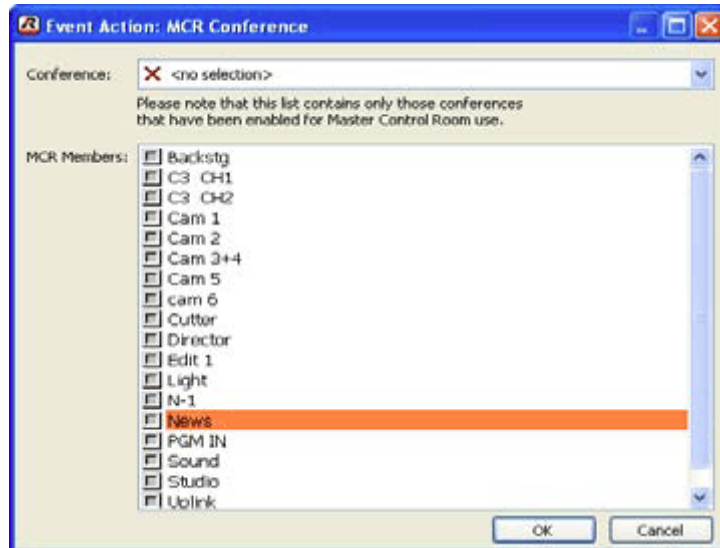 Event Action: MCR Conference
Conference: <no selection>
Please note that this list contains only those conferences
that have been enabled for Master Control Room use.
MCR Members: Backstg
C3 CH1
C3 CH2
Cam 1
Cam 2
Cam 3+4
Cam 5
cam 6
Cutter
Director
Edit 1
Light
N-1
News
PGM IN
Sound
Studio
Uplink
OK Cancel